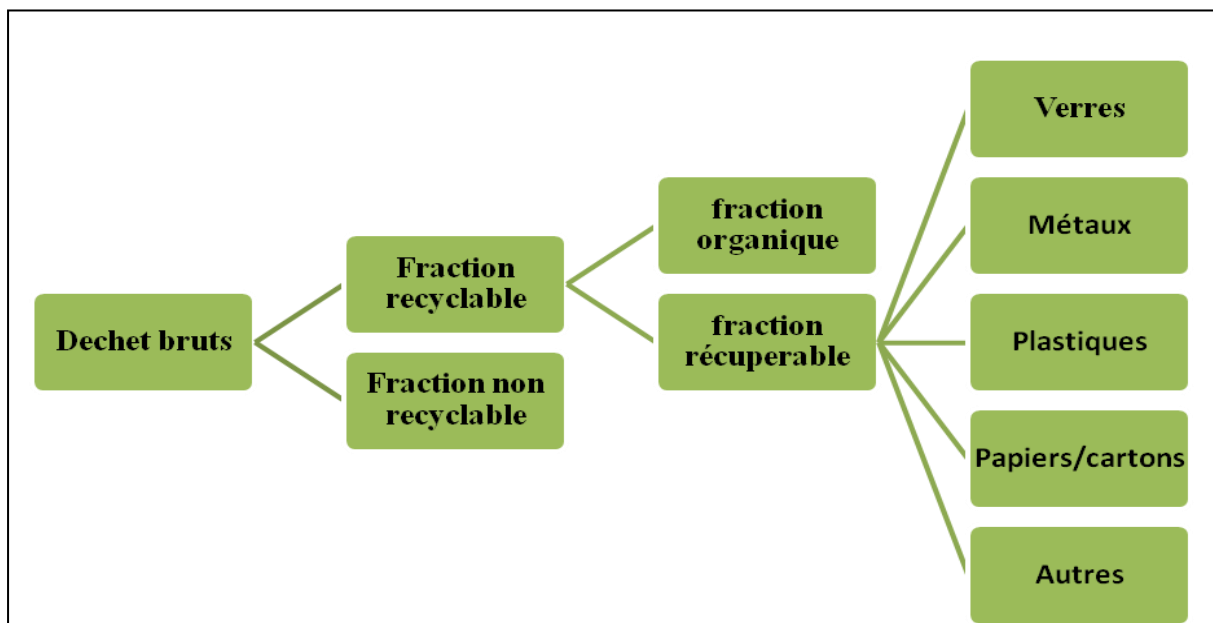 Dechet bruts
Fraction
recyclable
Fraction non
recyclable
fraction
organique
fraction
récuperable
Verres
Métaux
Plastiques
Papiers/cartons
Autres